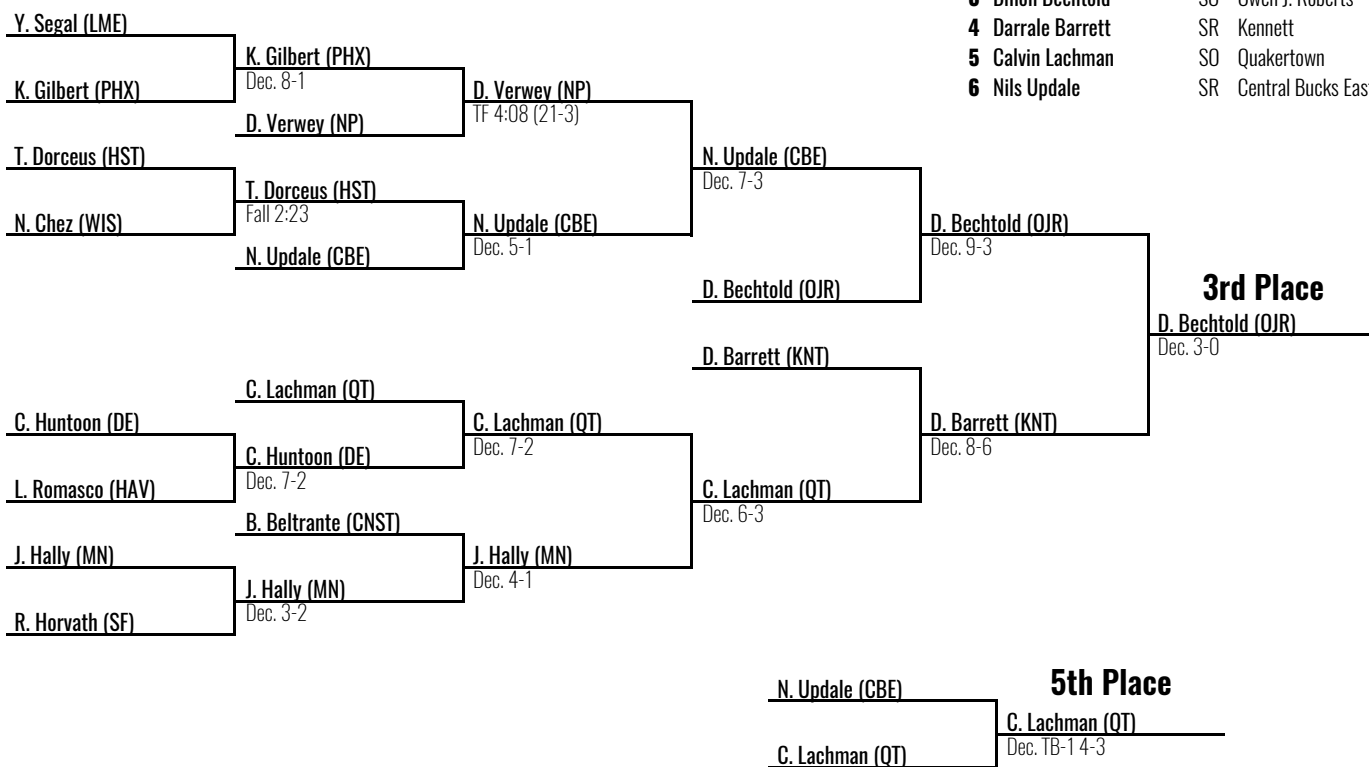 3 Dillon Bechtold SO Owen J. Roberts
4 Darrale Barrett SR Kennett
5 Calvin Lachman SO Quakertown
6 Nils Updale SR Central Bucks Eas
Y. Segal (LME)
K. Gilbert (PHX)
K. Gilbert (PHX)
Dec. 8-1
D. Verwey (NP)
D. Verwey (NP)
TF 4:08 (21-3)
T. Dorceus (HST)
N. Chez (WIS)
T. Dorceus (HST)
Fall 2:23
N. Updale (CBE)
N. Updale (CBE)
Dec. 5-1
N. Updale (CBE)
Dec. 7-3
D. Bechtold (OJR)
D. Bechtold (OJR)
Dec. 9-3
3rd Place
D. Bechtold (OJR)
Dec. 3-0
D. Barrett (KNT)
D. Barrett (KNT)
Dec. 8-6
C. Lachman (QT)
C. Huntoon (DE)
L. Romasco (HAV)
C. Huntoon (DE)
Dec. 7-2
C. Lachman (QT)
Dec. 7-2
C. Lachman (QT)
Dec. 6-3
B. Beltrante (CNST)
J. Hally (MN)
R. Horvath (SF)
J. Hally (MN)
Dec. 3-2
J. Hally (MN)
Dec. 4-1
5th Place
N. Updale (CBE)
C. Lachman (QT)
C. Lachman (QT)
Dec. TB-1 4-3